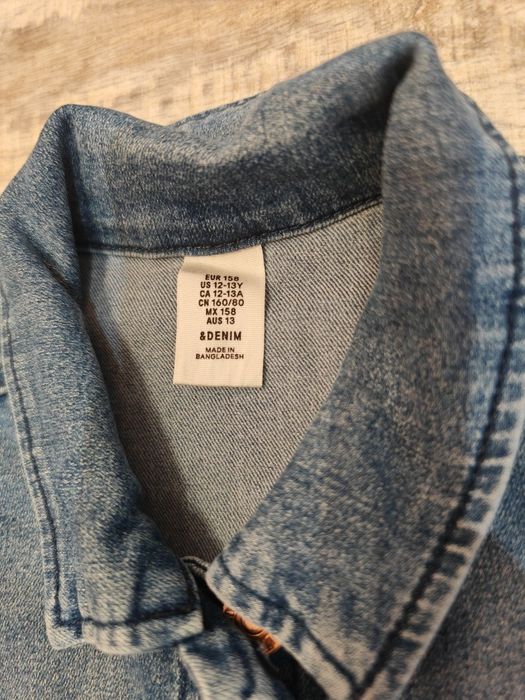 EUR 158
US 12-13Y
CA 12-13A
CN 160/80
MX 158
AUS 13
&DENIM
MADE IN
BANGLADESH